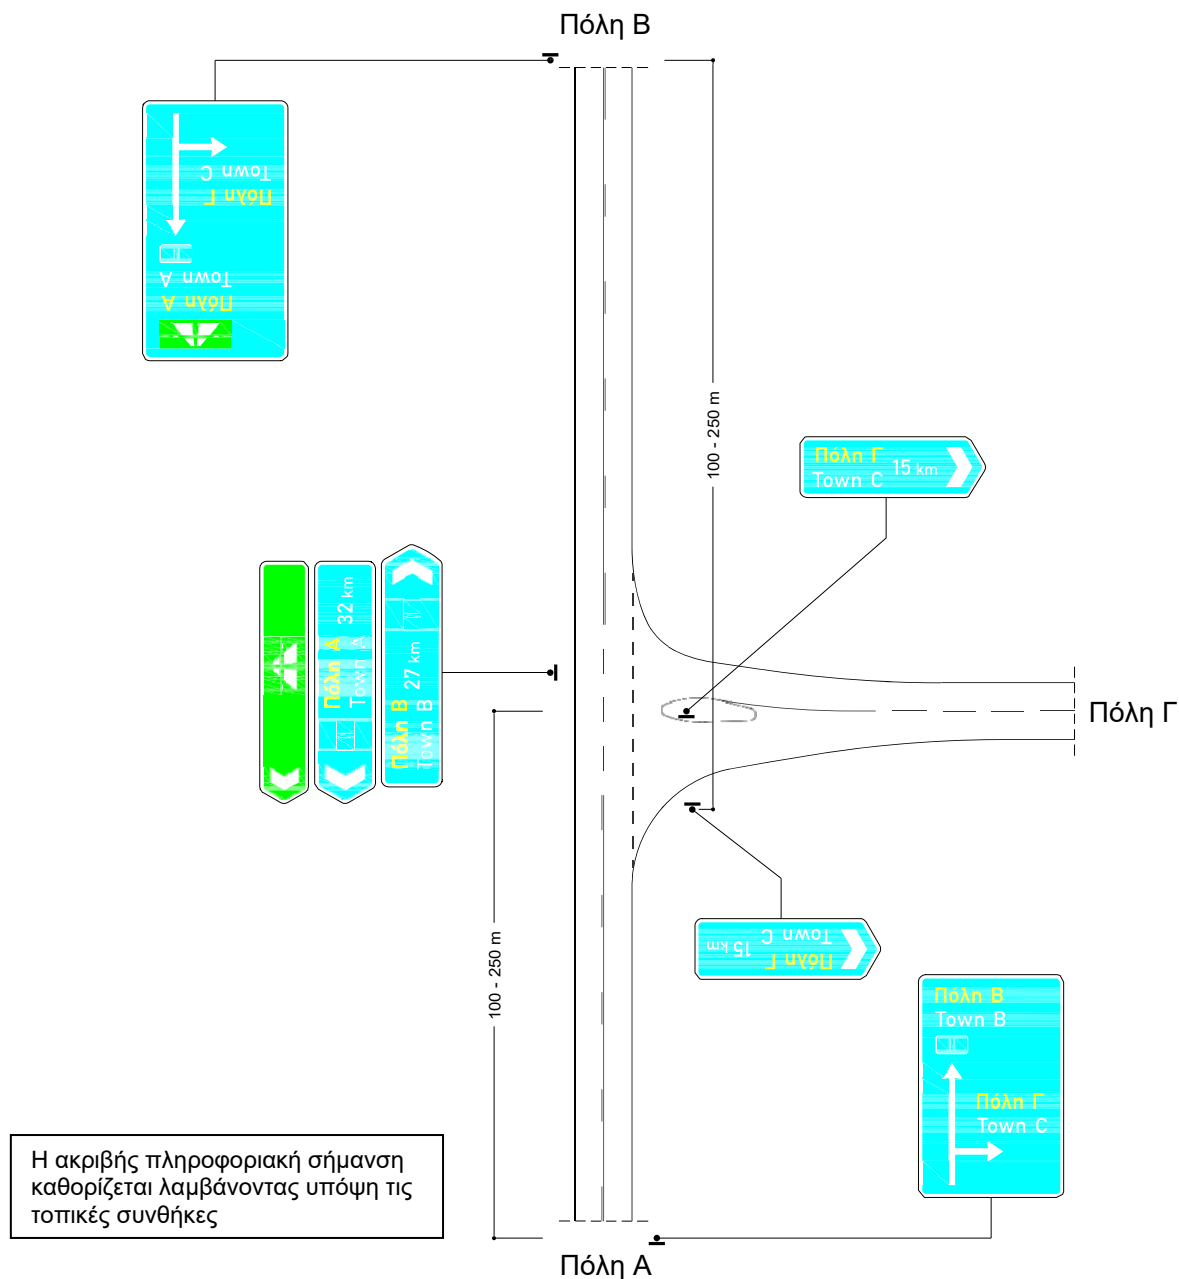 Πόλη Β
Town C
Πόλη Γ
Town A
Πόλη Α
100 - 250 m
Πόλη Γ
Town C
15 km
Πόλη Α
Town A
32 km
Πόλη Β
Town B
27 km
Πόλη Γ
15 km
Town C
Πόλη Γ
100 - 250 m
Πόλη Β
Town B
Πόλη Γ
Town C
Η ακριβής πληροφοριακή σήμανση
καθορίζεται λαμβάνοντας υπόψη τις
τοπικές συνθήκες
Πόλη Α